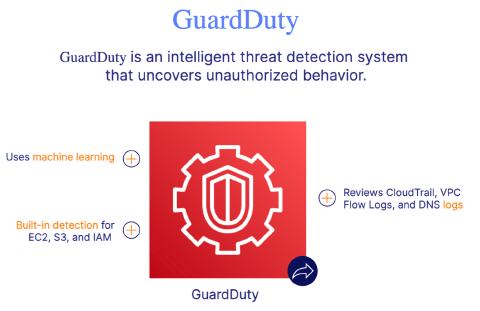 GuardDuty
GuardDuty is an intelligent threat detection system
that uncovers unauthorized behavior.
Uses machine learning
Built-in detection for
EC2, S3, and IAM
Reviews CloudTrail, VPC
Flow Logs, and DNS logs
GuardDuty